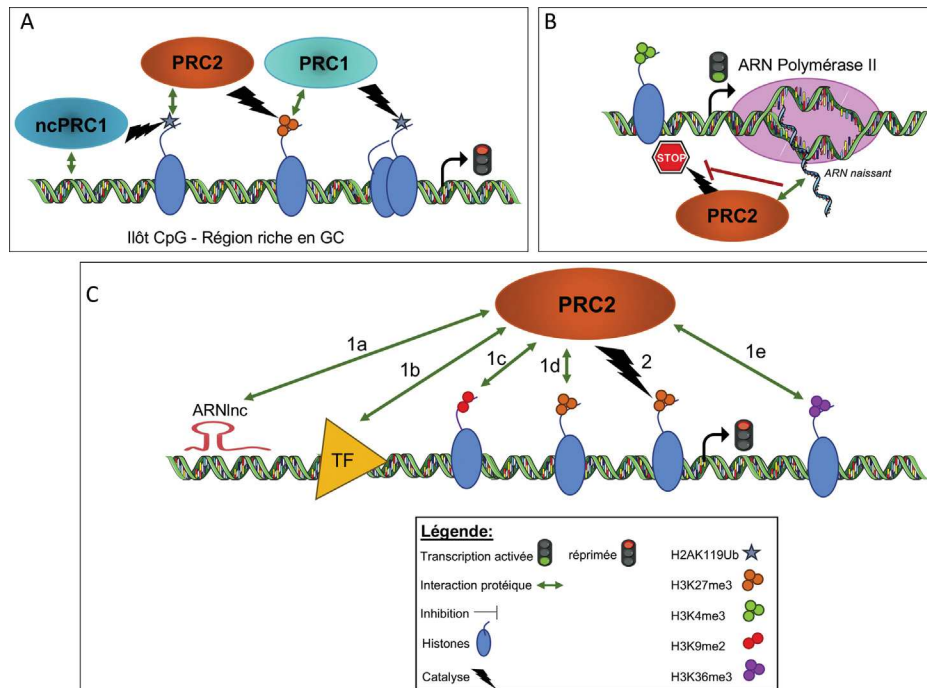 A
PRC2
PRC1
ncPRC1
Ilôt CpG - Région riche en GC
B
ARN Polymérase II
STOP
ARN naissant
PRC2
C
PRC2
1a
1b
1c
1d
2
1e
ARNlnc
TF
Légende:
Transcription activée réprimée
Interaction protéique
Inhibition
Histones
Catalyse
H2AK119Ub
H3K27me3
H3K4me3
H3K9me2
H3K36me3